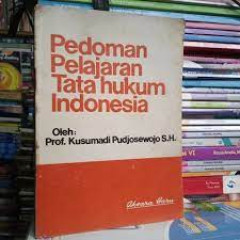 Pedoman
Pelajaran
Tata hukum
Indonesia
Oleh:
Prof. Kusumadi Pudjosewojo S.H.
Aksara Baru